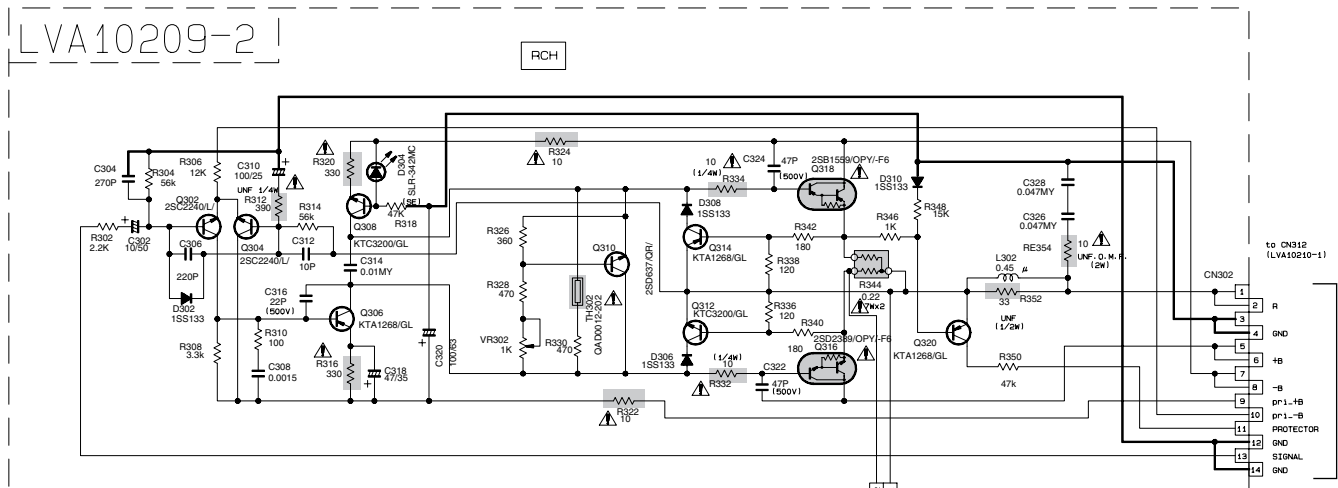 LVA10209-2
RCH
C304
270P
R304
56k
R306
12K
C310
100/25
UNF 1/4W
R312
390
R314
56k
R320
330
D304
SLR-342MC
(SE)
47K
R318
R324
10
10
(1/4W)
R334
C324
47P
(500V)
2SB1559/OPY/-F6
Q318
D310
1SS133
R348
15K
C328
0.047MY
C326
0.047MY
RE354
10
UNF.Q.M.F.
(2W)
Q302
2SC2240/L/
R302
2.2K
C302
10/50
C306
220P
Q304
2SC2240/L/
C312
10P
Q308
KTC3200/GL
C314
0.01MY
R326
360
Q310
2SD637/QR/
D308
1SS133
Q314
KTA1268/GL
R342
180
R346
1K
R338
120
R344
0.22
7Wx2
L302
0.45 μ
33
R352
UNF
(1/2W)
to CN312
(LVA10210-1)
CN302
D302
1SS133
C316
22P
(500V)
Q306
KTA1268/GL
R328
470
TH302
QAD0012-202
Q312
KTC3200/GL
R336
120
R340
180
2SD2389/OPY/-F6
Q316
Q320
KTA1268/GL
R308
3.3k
R310
100
C308
0.0015
R316
330
C318
47/35
C320
100/63
VR302
1K
R330
470
D306
1SS133
(1/4W)
10
R332
C322
47P
(500V)
R350
47k
R322
10
1
2 R
3
4 GND
5
6 +B
7
8 -B
9 pri.+B
10 pri.-B
11 PROTECTOR
12 GND
13 SIGNAL
14 GND